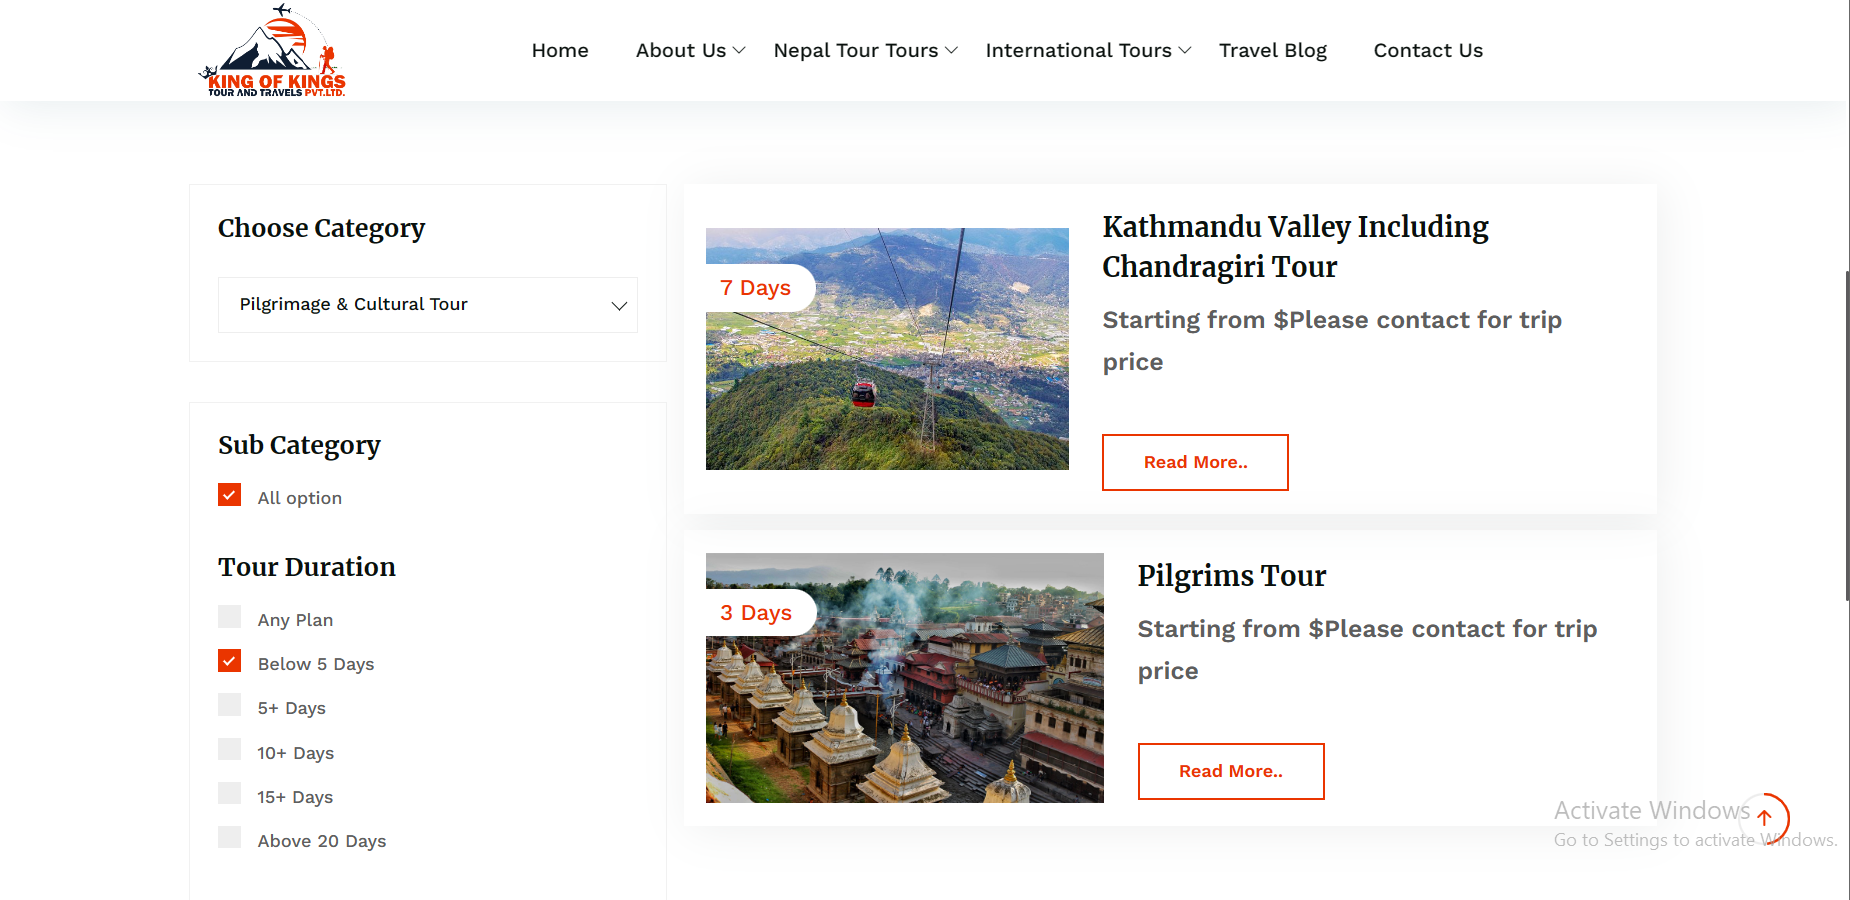 KING OF KINGS
TOUR AND TRAVELS PVT.LTD.
Home
About Us
Nepal Tour Tours
International Tours
Travel Blog
Contact Us
Choose Category
Pilgrimage & Cultural Tour
Sub Category
All option
Tour Duration
Any Plan
Below 5 Days
5+ Days
10+ Days
15+ Days
Above 20 Days
7 Days
Kathmandu Valley Including
Chandragiri Tour
Starting from $Please contact for trip
price
Read More..
3 Days
Pilgrims Tour
Starting from $Please contact for trip
price
Read More..
Activate Windows
Go to Settings to activate Windows.